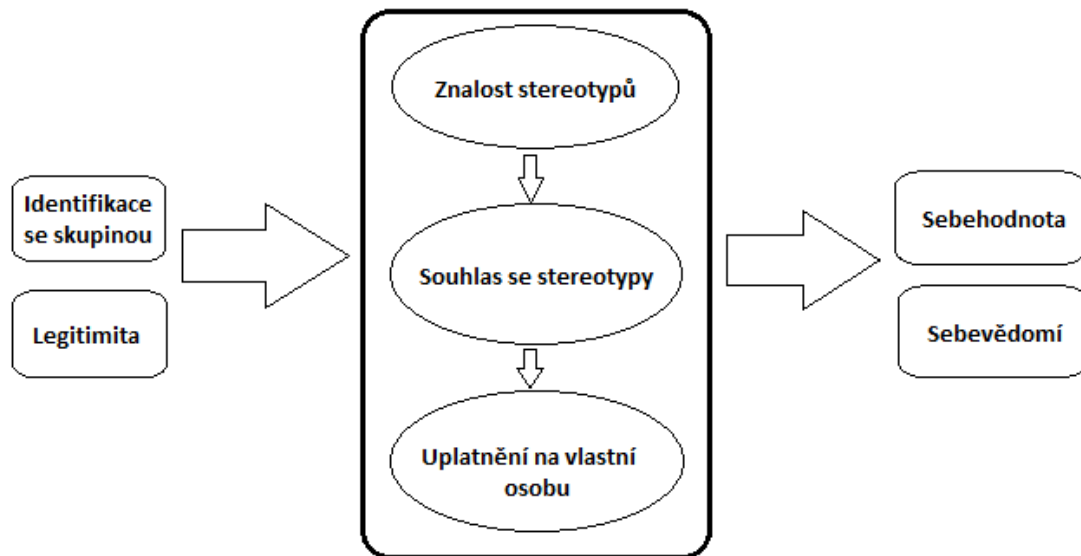 Identifikace
se skupinou
Legitimita
Znalost stereotypů
Souhlas se stereotypy
Uplatnění na vlastní
osobu
Sebehodnota
Sebevědomí